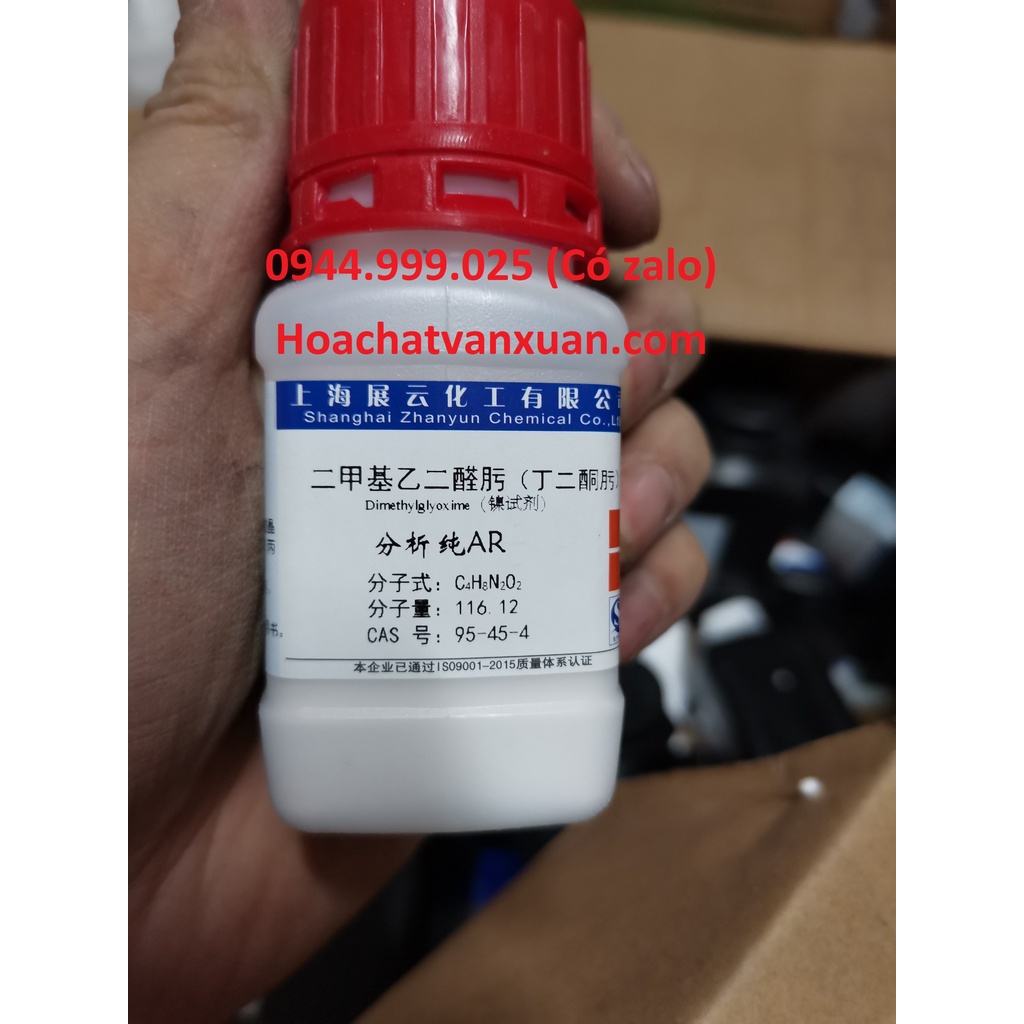 0944.999.025 (Có zalo)
Hoachatvanxuan.com
上海展云化工有限公司
Shanghai Zhanyun Chemical Co.,Lt
二甲基乙二醛肟（丁二酮肟）
Dimethylglyoxime（镍试剂）
分析纯AR
分子式：C₄H₈N₂O₂
分子量：116.12
CAS 号：95-45-4
本企业已通过ISO9001-2015质量体系认证